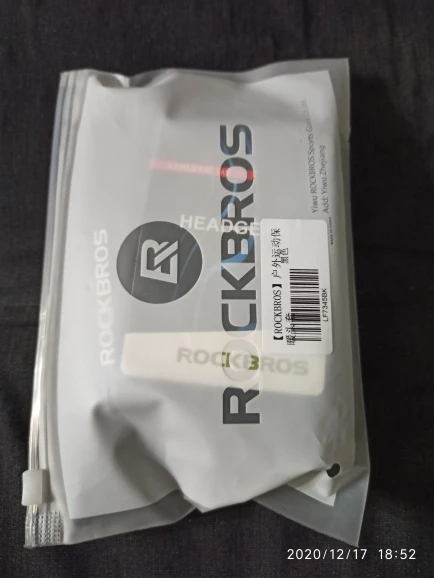 ROCKBROS
ROCKBROS
HEADGE
ROCKBROS
Yiwu ROCKBROS Sports Goods
Add: Yiwu Zhejiang
【ROCKBROS】户外运动保
暖头套
黑色
LF7345BK
2020/12/17 18:52